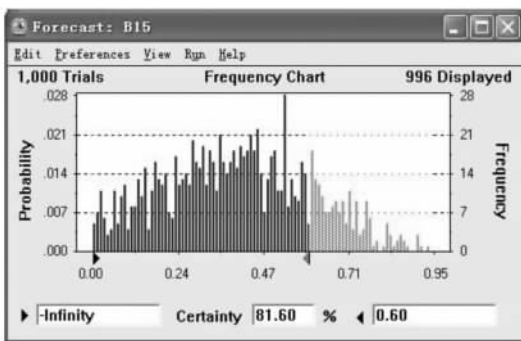 Forecast: B15
Edit Preferences View Run Help
1,000 Trials Frequency Chart 996 Displayed
.028 28
.021 21
.014 14
.007 7
.000 0
Probability
Frequency
0.00 0.24 0.47 0.71 0.95
-Infinity Certainty 81.60 % 0.60